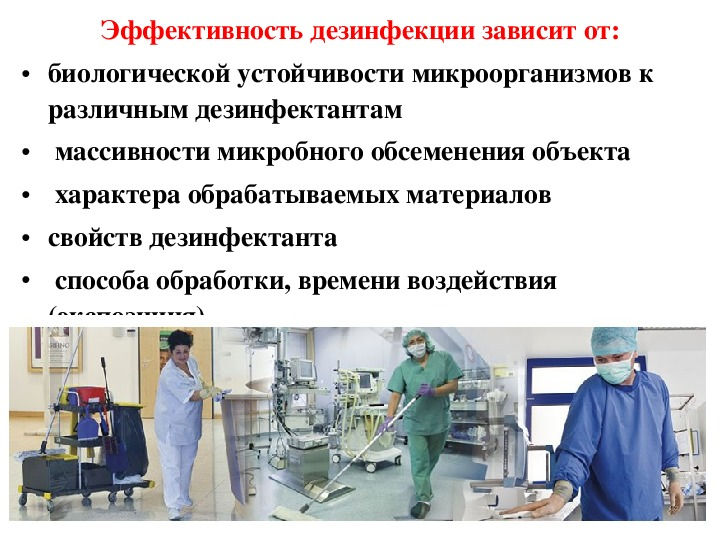 Эффективность дезинфекции зависит от:
• биологической устойчивости микроорганизмов к
различным дезинфектантам
• массивности микробного обсеменения объекта
• характера обрабатываемых материалов
• свойств дезинфектанта
• способа обработки, времени воздействия